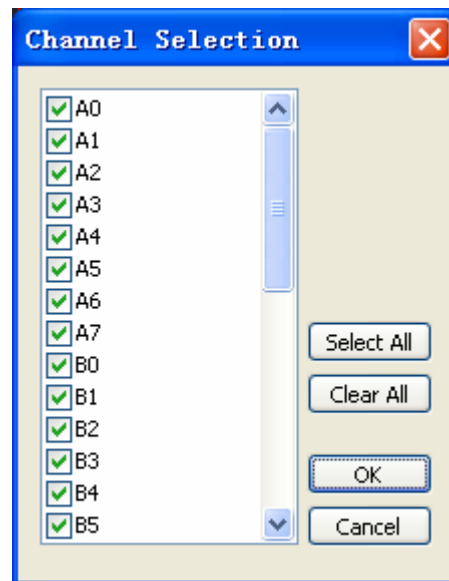 Channel Selection
A0
A1
A2
A3
A4
A5
A6
A7
B0
B1
B2
B3
B4
B5
Select All
Clear All
OK
Cancel